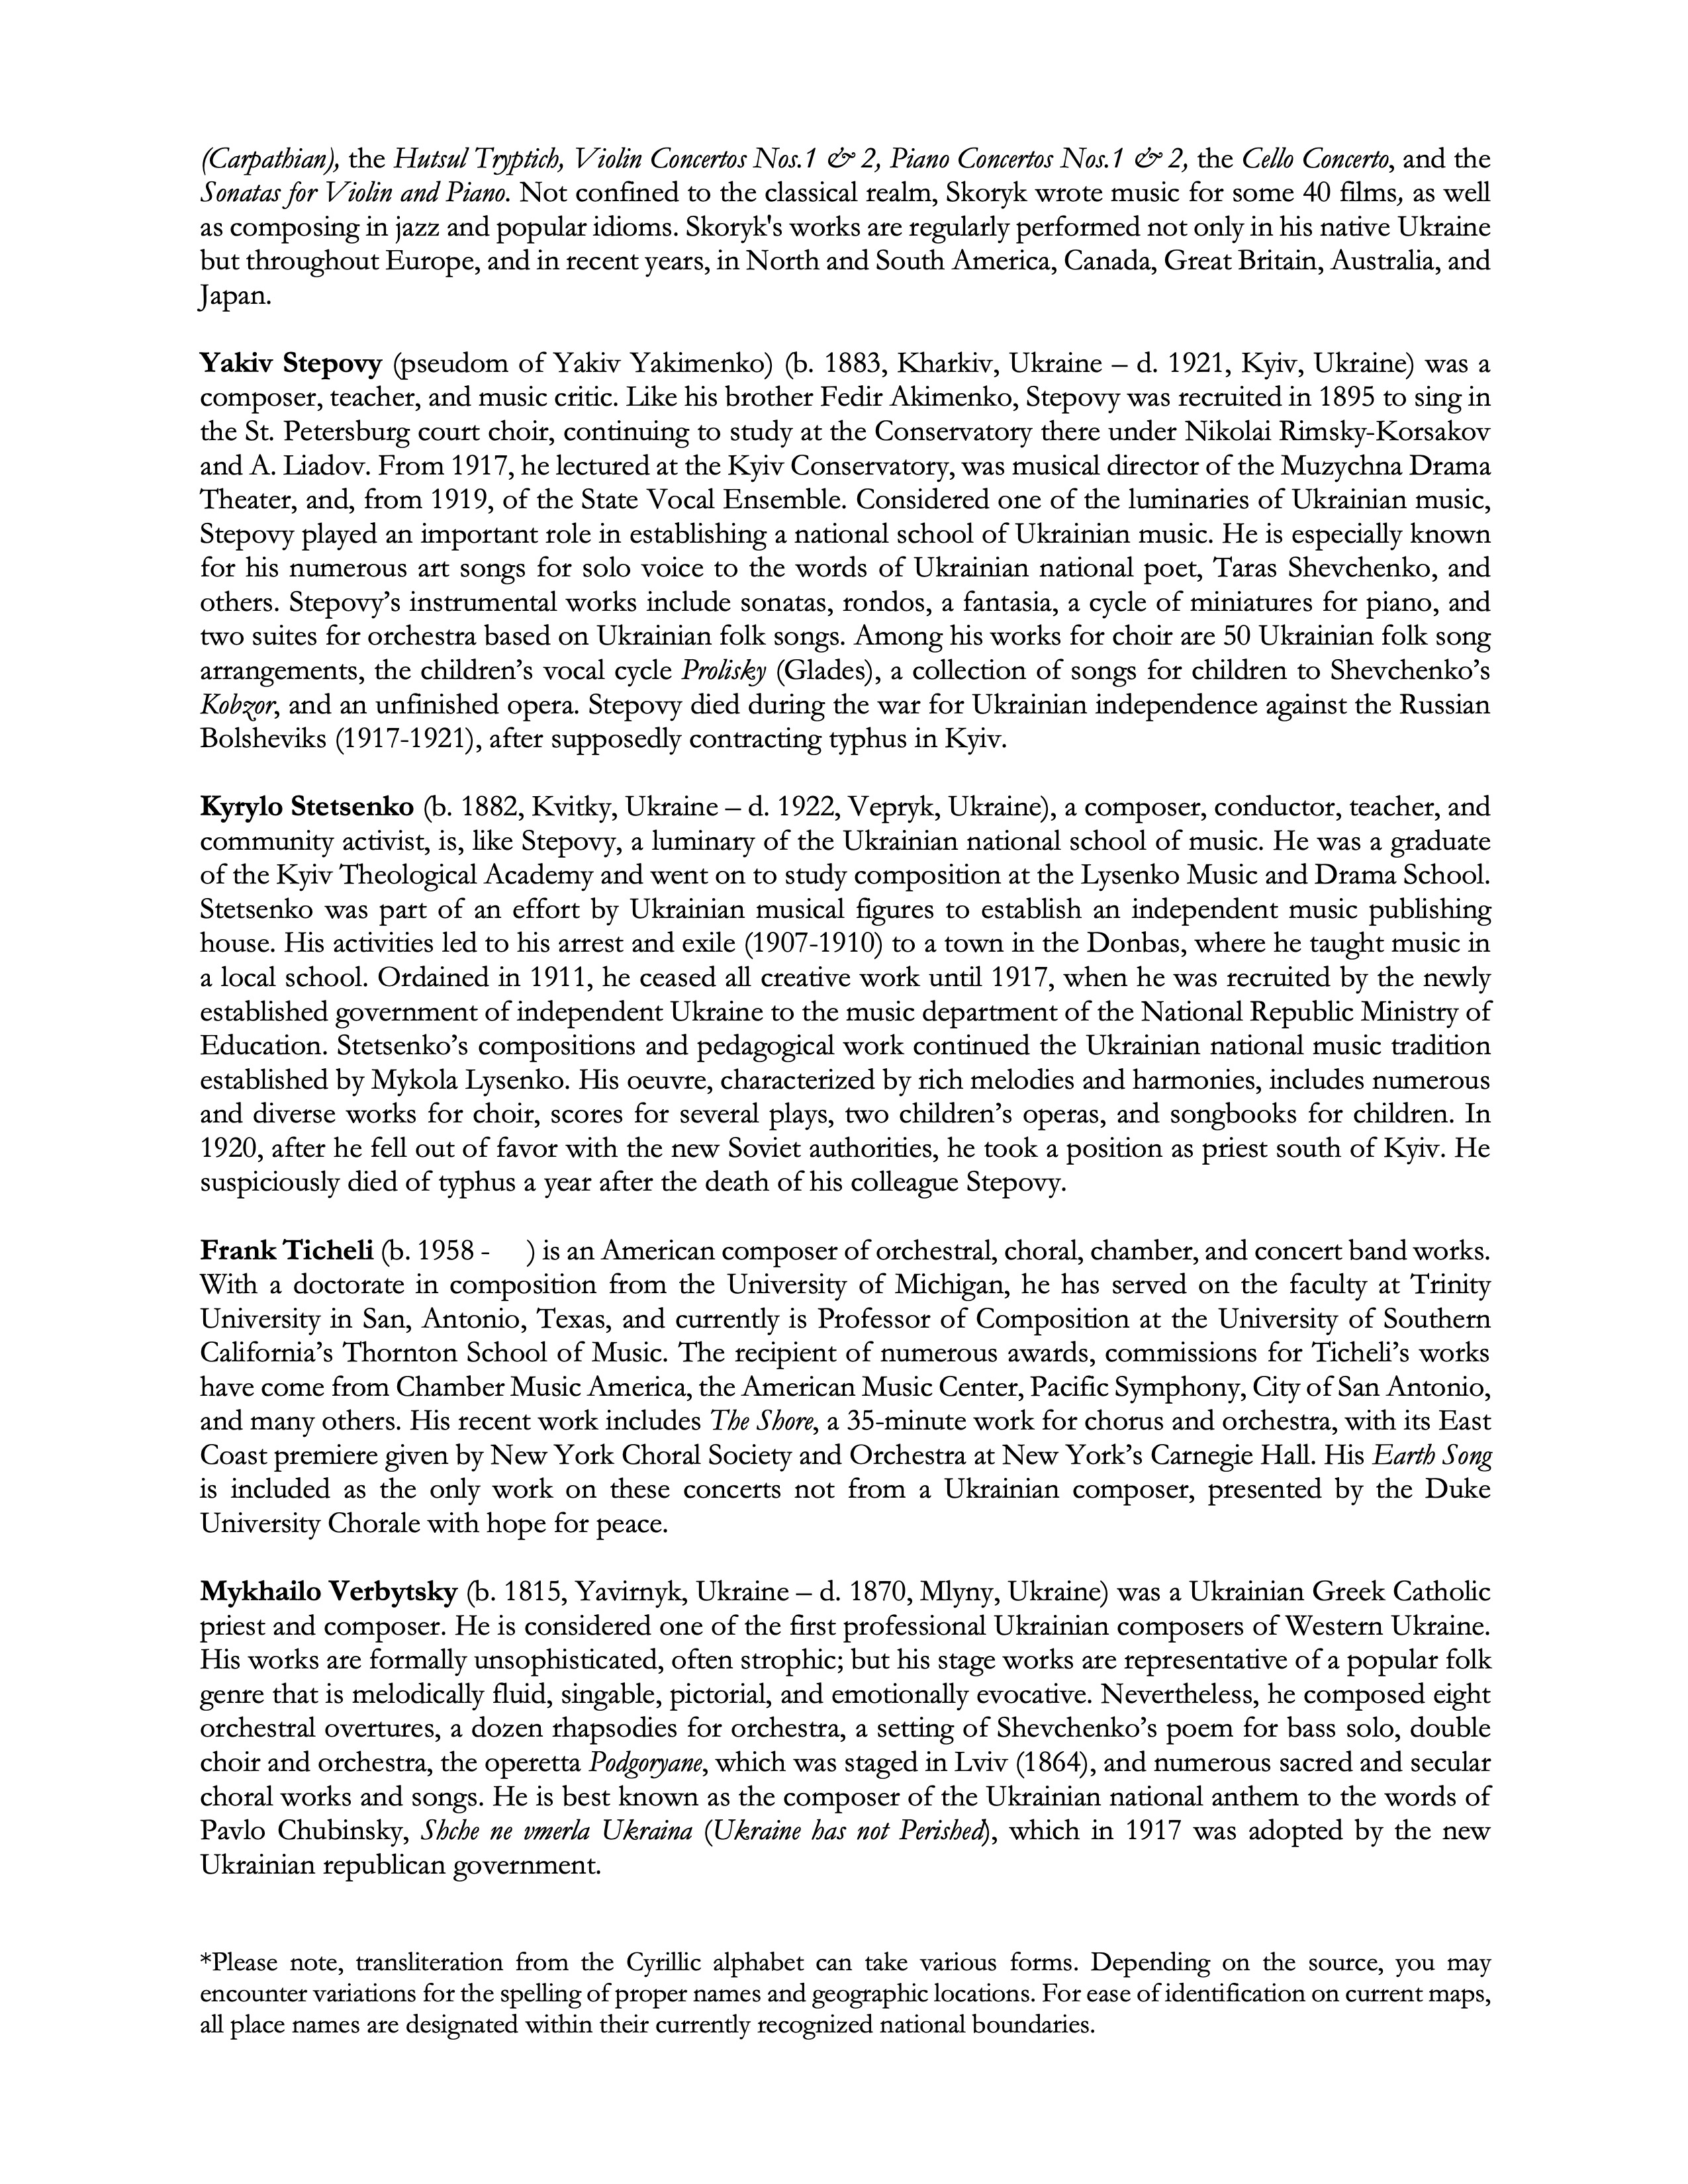 (Carpathian), the Hutsul Tryptich, Violin Concertos Nos.1 & 2, Piano Concertos Nos.1 & 2, the Cello Concerto, and the
Sonatas for Violin and Piano. Not confined to the classical realm, Skoryk wrote music for some 40 films, as well
as composing in jazz and popular idioms. Skoryk's works are regularly performed not only in his native Ukraine
but throughout Europe, and in recent years, in North and South America, Canada, Great Britain, Australia, and
Japan.
Yakiv Stepovy (pseudom of Yakiv Yakimenko) (b. 1883, Kharkiv, Ukraine – d. 1921, Kyiv, Ukraine) was a
composer, teacher, and music critic. Like his brother Fedir Akimenko, Stepovy was recruited in 1895 to sing in
the St. Petersburg court choir, continuing to study at the Conservatory there under Nikolai Rimsky-Korsakov
and A. Liadov. From 1917, he lectured at the Kyiv Conservatory, was musical director of the Muzychna Drama
Theater, and, from 1919, of the State Vocal Ensemble. Considered one of the luminaries of Ukrainian music,
Stepovy played an important role in establishing a national school of Ukrainian music. He is especially known
for his numerous art songs for solo voice to the words of Ukrainian national poet, Taras Shevchenko, and
others. Stepovy’s instrumental works include sonatas, rondos, a fantasia, a cycle of miniatures for piano, and
two suites for orchestra based on Ukrainian folk songs. Among his works for choir are 50 Ukrainian folk song
arrangements, the children’s vocal cycle Prolisky (Glades), a collection of songs for children to Shevchenko’s
Kobzor, and an unfinished opera. Stepovy died during the war for Ukrainian independence against the Russian
Bolsheviks (1917-1921), after supposedly contracting typhus in Kyiv.
Kyrylo Stetsenko (b. 1882, Kvitky, Ukraine – d. 1922, Vepryk, Ukraine), a composer, conductor, teacher, and
community activist, is, like Stepovy, a luminary of the Ukrainian national school of music. He was a graduate
of the Kyiv Theological Academy and went on to study composition at the Lysenko Music and Drama School.
Stetsenko was part of an effort by Ukrainian musical figures to establish an independent music publishing
house. His activities led to his arrest and exile (1907-1910) to a town in the Donbas, where he taught music in
a local school. Ordained in 1911, he ceased all creative work until 1917, when he was recruited by the newly
established government of independent Ukraine to the music department of the National Republic Ministry of
Education. Stetsenko’s compositions and pedagogical work continued the Ukrainian national music tradition
established by Mykola Lysenko. His oeuvre, characterized by rich melodies and harmonies, includes numerous
and diverse works for choir, scores for several plays, two children’s operas, and songbooks for children. In
1920, after he fell out of favor with the new Soviet authorities, he took a position as priest south of Kyiv. He
suspiciously died of typhus a year after the death of his colleague Stepovy.
Frank Ticheli (b. 1958 -     ) is an American composer of orchestral, choral, chamber, and concert band works.
With a doctorate in composition from the University of Michigan, he has served on the faculty at Trinity
University in San, Antonio, Texas, and currently is Professor of Composition at the University of Southern
California’s Thornton School of Music. The recipient of numerous awards, commissions for Ticheli’s works
have come from Chamber Music America, the American Music Center, Pacific Symphony, City of San Antonio,
and many others. His recent work includes The Shore, a 35-minute work for chorus and orchestra, with its East
Coast premiere given by New York Choral Society and Orchestra at New York’s Carnegie Hall. His Earth Song
is included as the only work on these concerts not from a Ukrainian composer, presented by the Duke
University Chorale with hope for peace.
Mykhailo Verbytsky (b. 1815, Yavirnyk, Ukraine – d. 1870, Mlyny, Ukraine) was a Ukrainian Greek Catholic
priest and composer. He is considered one of the first professional Ukrainian composers of Western Ukraine.
His works are formally unsophisticated, often strophic; but his stage works are representative of a popular folk
genre that is melodically fluid, singable, pictorial, and emotionally evocative. Nevertheless, he composed eight
orchestral overtures, a dozen rhapsodies for orchestra, a setting of Shevchenko’s poem for bass solo, double
choir and orchestra, the operetta Podgoryane, which was staged in Lviv (1864), and numerous sacred and secular
choral works and songs. He is best known as the composer of the Ukrainian national anthem to the words of
Pavlo Chubinsky, Shche ne vmerla Ukraina (Ukraine has not Perished), which in 1917 was adopted by the new
Ukrainian republican government.
*Please note, transliteration from the Cyrillic alphabet can take various forms. Depending on the source, you may
encounter variations for the spelling of proper names and geographic locations. For ease of identification on current maps,
all place names are designated within their currently recognized national boundaries.